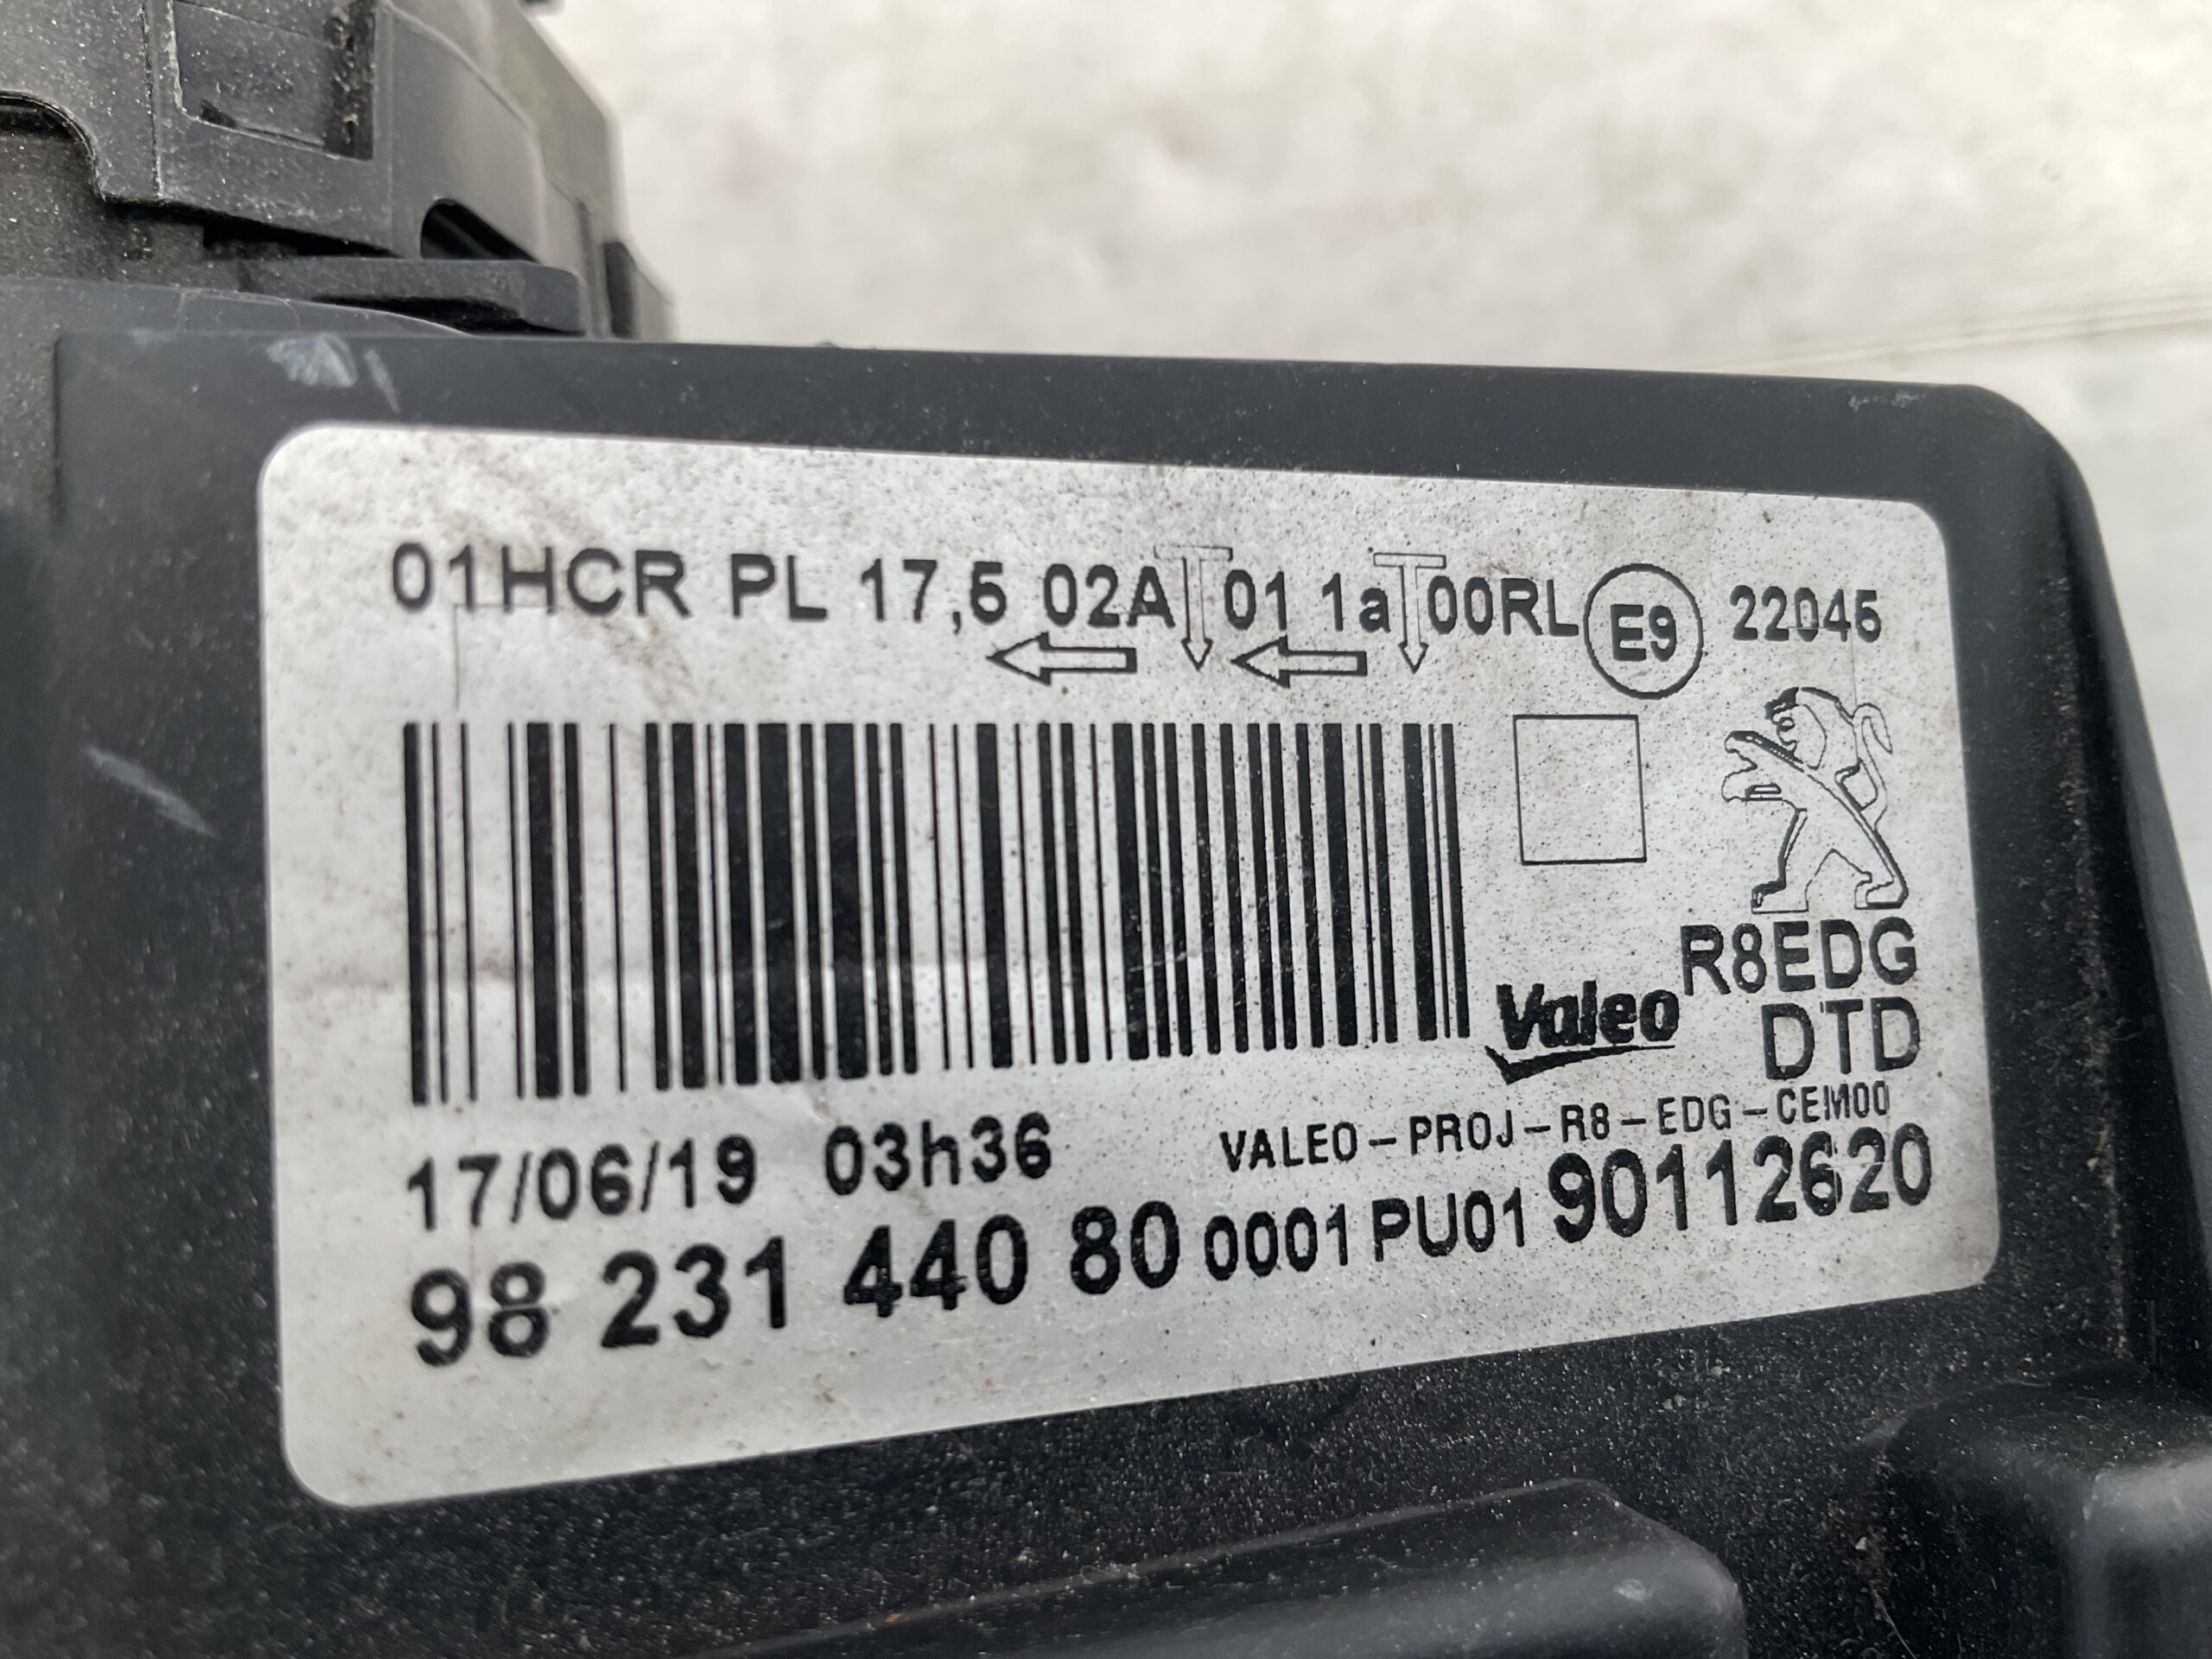 01HCR PL 17,5 02A 01 1a 00RL E9 22045
R8EDG
Valeo DTD
VALEO-PROJ-R8-EDG-CEM00
17/06/19 03h36
98 231 440 80 0001 PU01 90112620